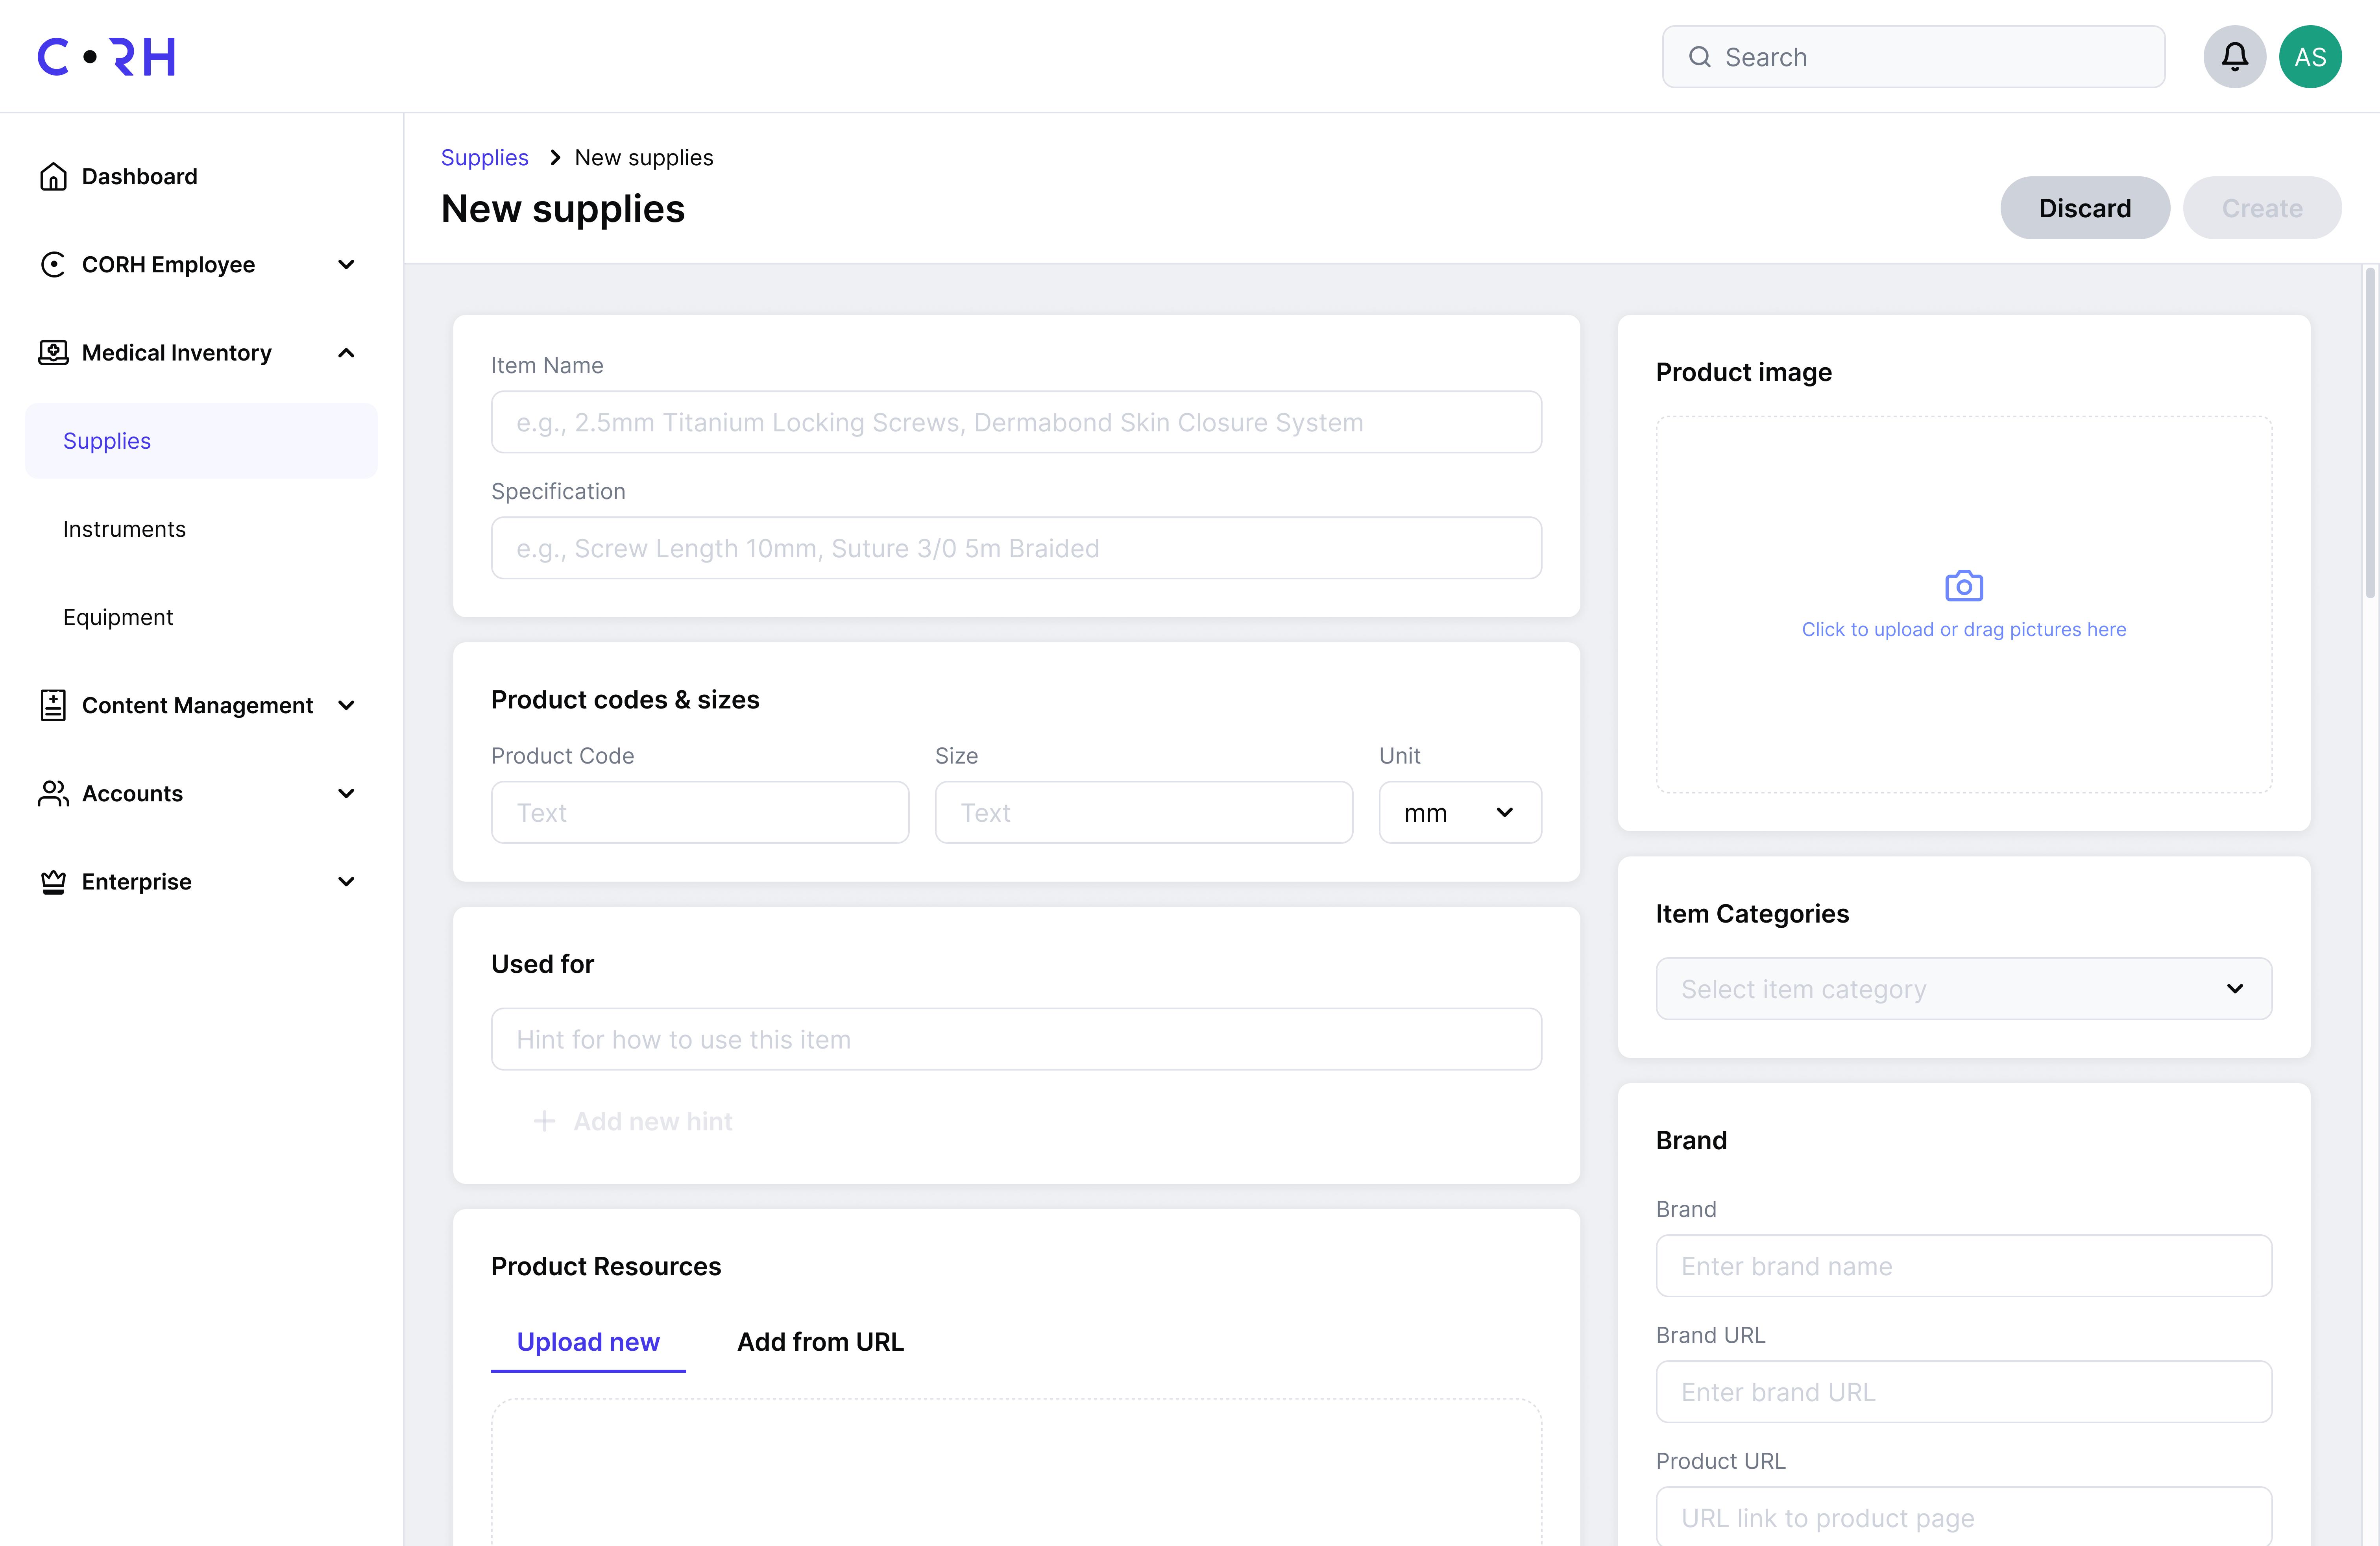 C•RH
Search
AS
Dashboard
CORH Employee
Medical Inventory
Supplies
Instruments
Equipment
Content Management
Accounts
Enterprise
Supplies > New supplies
New supplies
Discard
Create
Item Name
e.g., 2.5mm Titanium Locking Screws, Dermabond Skin Closure System
Specification
e.g., Screw Length 10mm, Suture 3/0 5m Braided
Product codes & sizes
Product Code
Size
Unit
Text
Text
mm
Used for
Hint for how to use this item
+ Add new hint
Product Resources
Upload new
Add from URL
Product image
Click to upload or drag pictures here
Item Categories
Select item category
Brand
Brand
Enter brand name
Brand URL
Enter brand URL
Product URL
URL link to product page